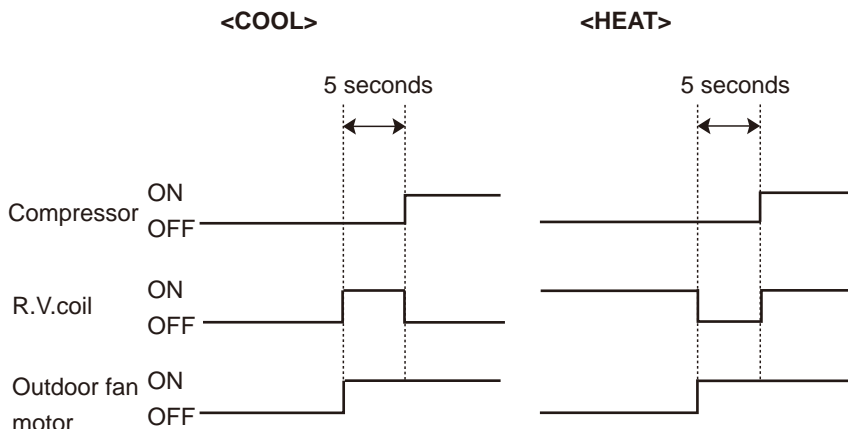 <COOL>
<HEAT>
5 seconds
5 seconds
Compressor
ON
OFF
R.V.coil
ON
OFF
Outdoor fan
motor
ON
OFF